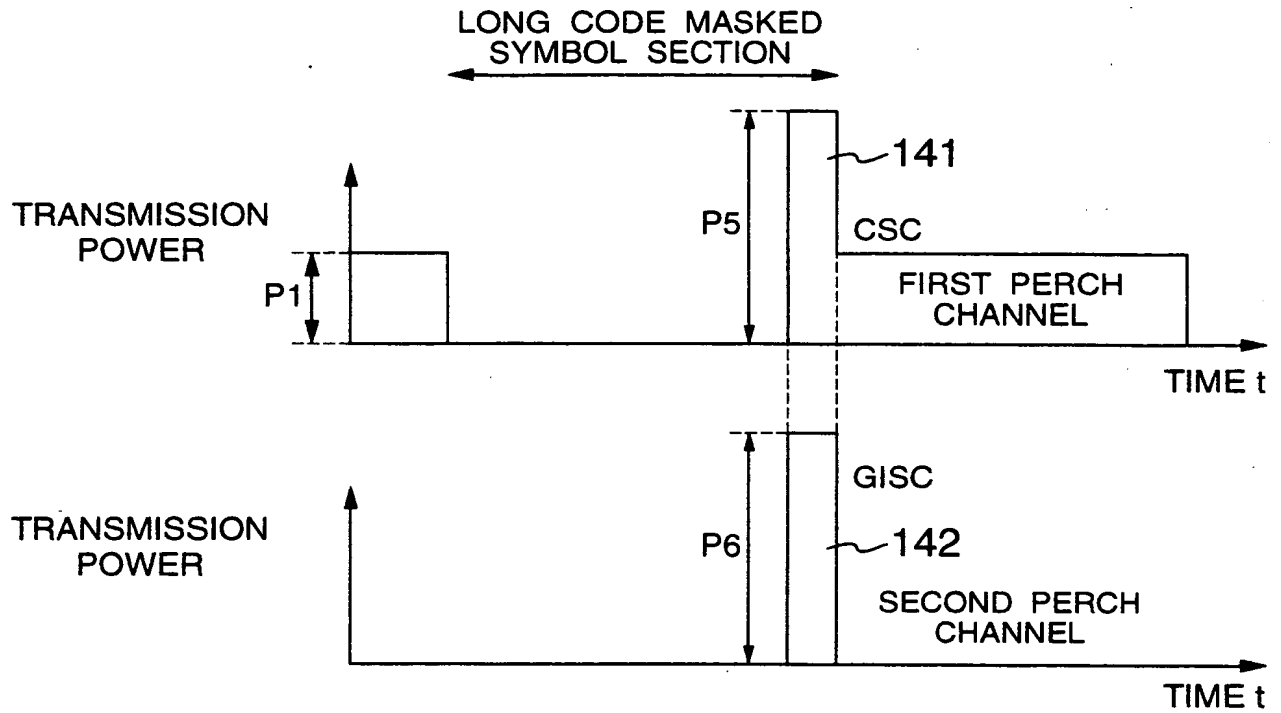 LONG CODE MASKED
SYMBOL SECTION
141
TRANSMISSION
POWER
P5
CSC
P1
FIRST PERCH
CHANNEL
TIME t
GISC
TRANSMISSION
POWER
P6
142
SECOND PERCH
CHANNEL
TIME t